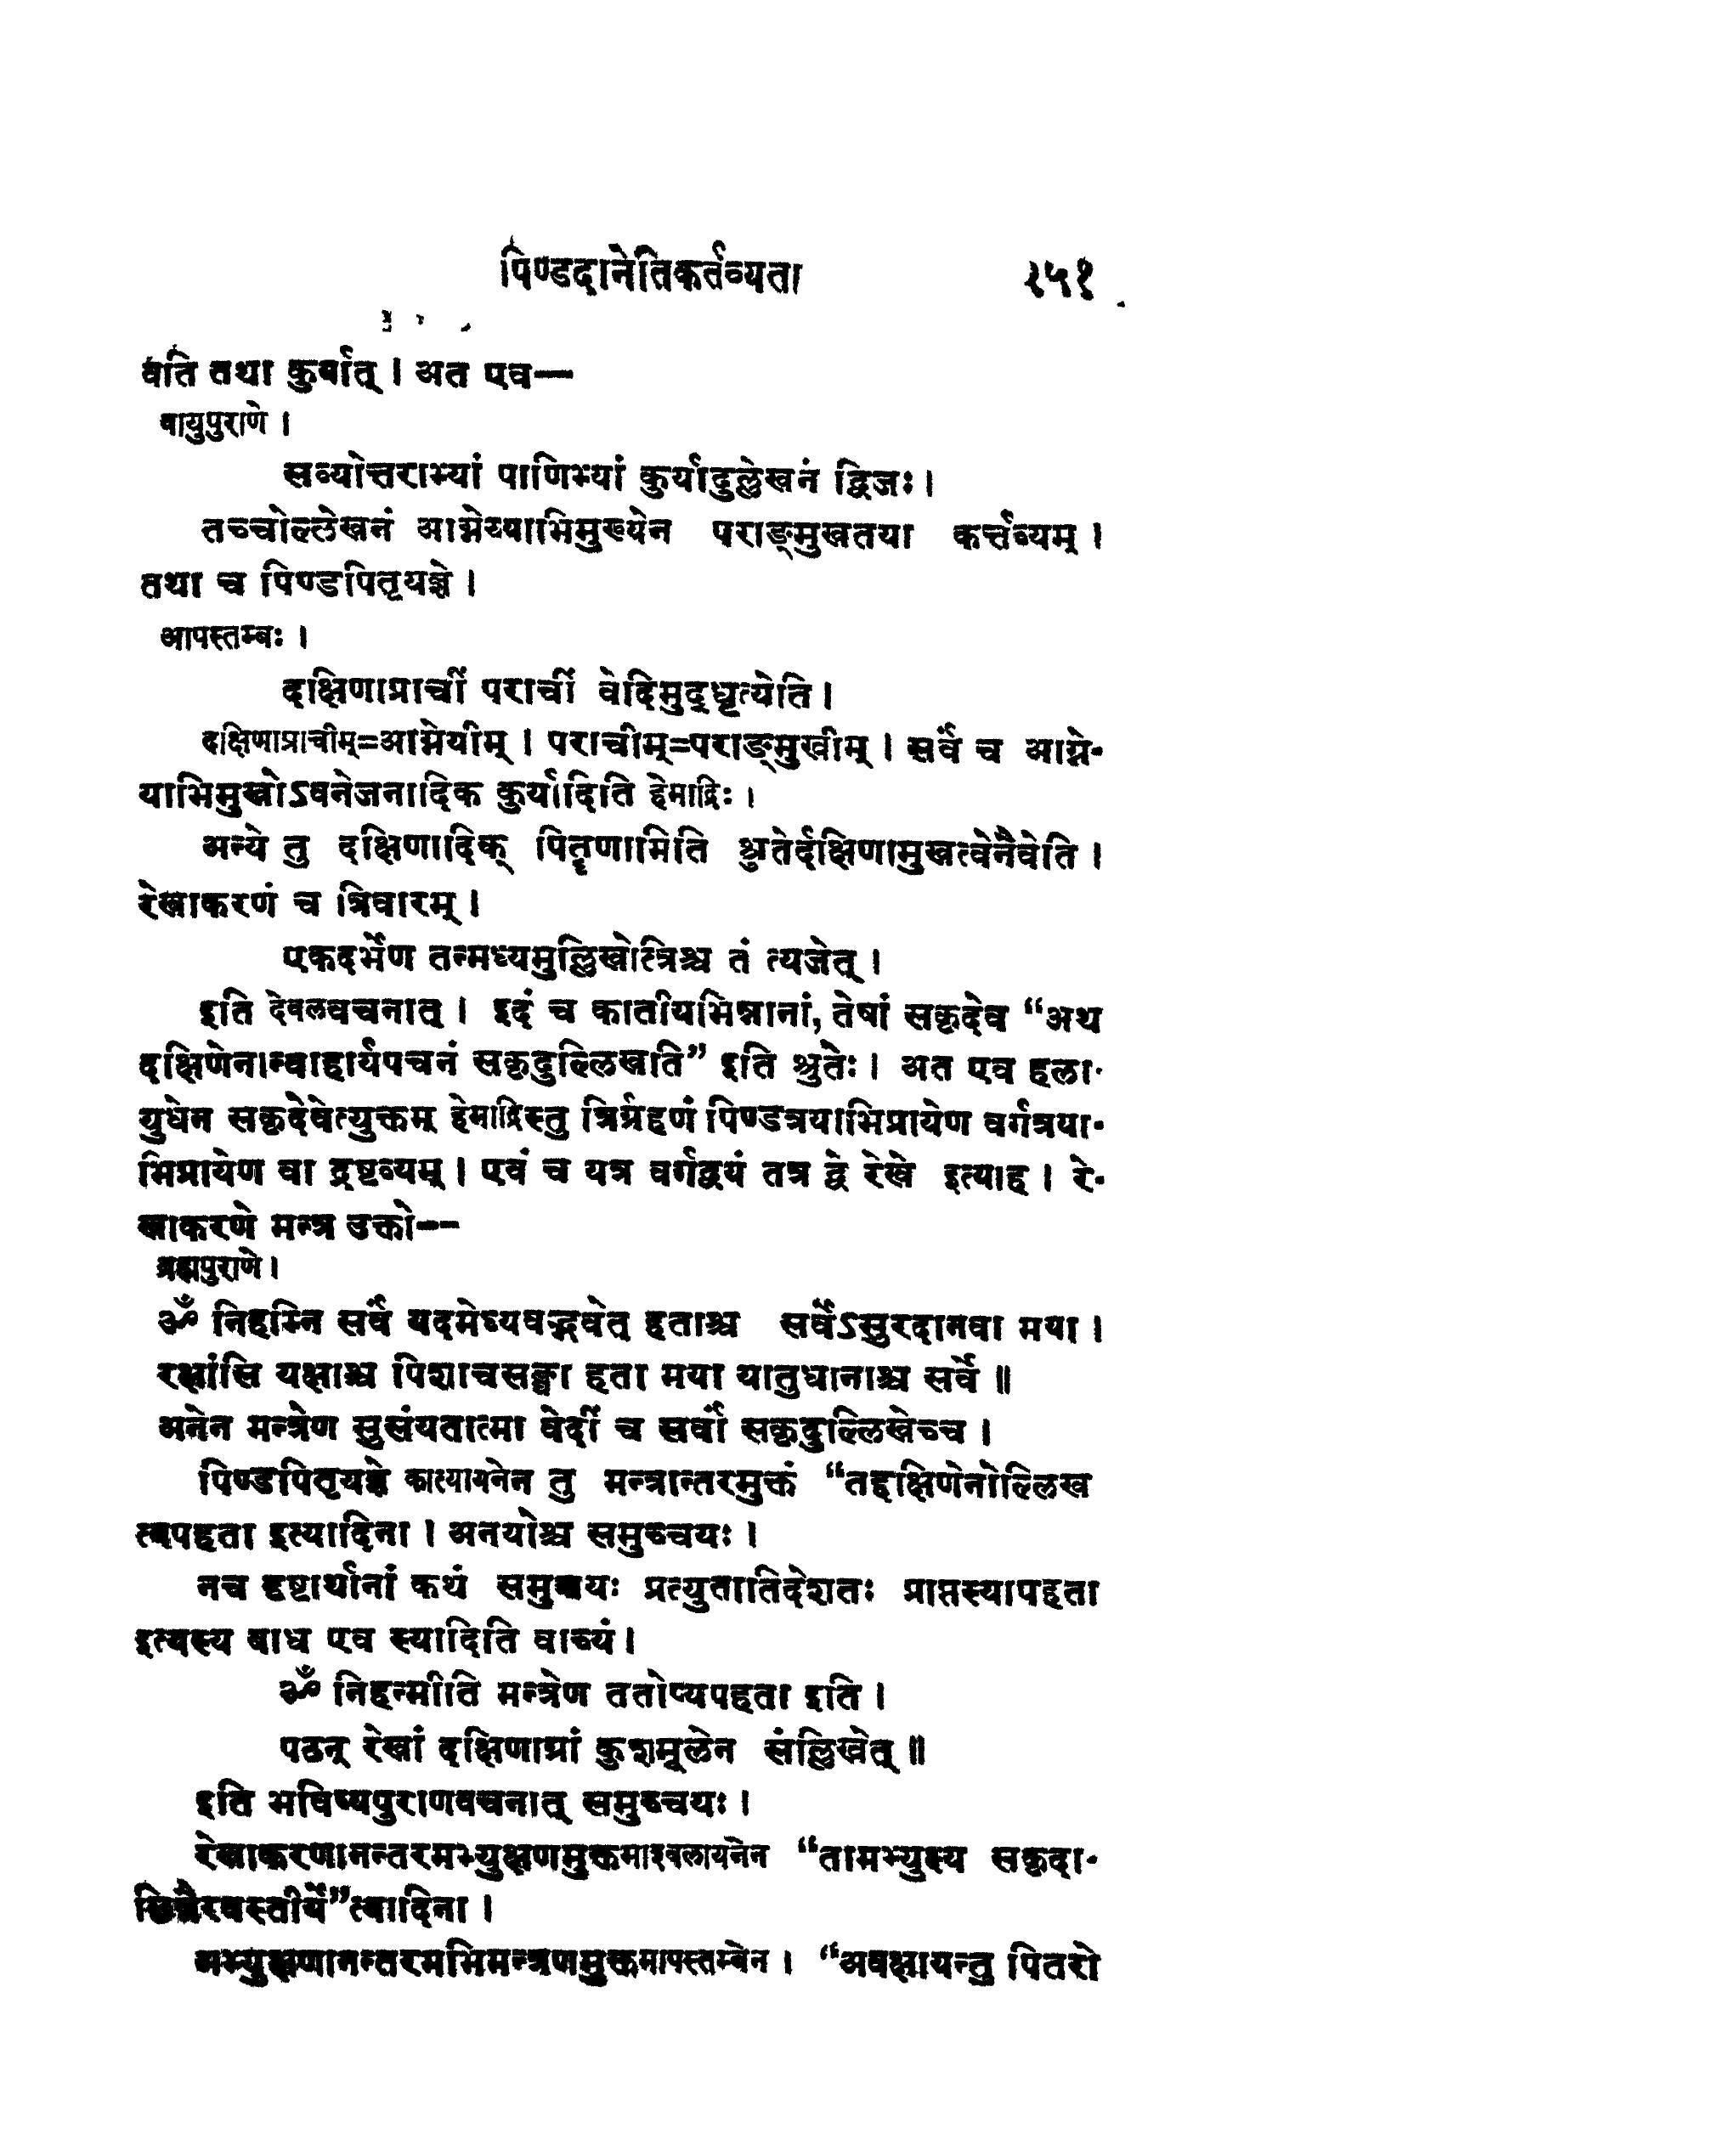 पिण्डदानेतिकर्तव्यता २५१
वति तथा कुर्यात् । अत एव—
वायुपुराणे ।
सव्योत्तराभ्यां पाणिभ्यां कुर्यादुल्लेखनं द्विजः ।
तच्चोल्लेखनं आग्नेय्याभिमुख्येन पराङ्मुखतया कर्त्तव्यम् ।
तथा च पिण्डपितृयज्ञे ।
आपस्तम्बः ।
दक्षिणाप्राचीं पराचीं वेदिमुद्धृत्येति ।
दक्षिणाप्राचीम्=आग्नेयीम् । पराचीम्=पराङ्मुखीम् । सर्वं च आग्ने-
याभिमुखोऽवनेजनादिक कुर्यादिति हेमाद्रिः ।
अन्ये तु दक्षिणादिक् पितॄणामिति श्रुतेर्दक्षिणामुखत्वेनैवेति ।
रेखाकरणं च त्रिवारम् ।
एकदर्भेण तन्मध्यमुल्लिखेत्त्रिश्च तं त्यजेत् ।
इति देवलवचनात् । इदं च कातीयभिन्नानां, तेषां सकृदेव “अथ
दक्षिणेनान्वाहार्यपचनं सकृदुल्लिखति” इति श्रुतेः । अत एव हला-
युधेन सकृदेवेत्युक्तम् हेमाद्रिस्तु त्रिर्ग्रहणं पिण्डत्रयाभिप्रायेण वर्गत्रया-
भिप्रायेण वा द्रष्टव्यम् । एवं च यत्र वर्गद्वयं तत्र द्वे रेखे इत्याह । रे-
खाकरणे मन्त्र उक्तो--
ब्रह्मपुराणे ।
ॐ निहन्मि सर्वं यदमेध्यवद्भवेत् हताश्च सर्वेऽसुरदानवा मया ।
रक्षांसि यक्षाश्च पिशाचसङ्घा हता मया यातुधानाश्च सर्वे ॥
अनेन मन्त्रेण सुसंयतात्मा वेदीं च सर्वां सकृदुल्लिखेच्च ।
पिण्डपितृयज्ञे कात्यायनेन तु मन्त्रान्तरमुक्तं “तद्दक्षिणेनोल्लिख
त्यपहता इत्यादिना । अनयोश्च समुच्चयः ।
नच दृष्टार्थानां कथं समुच्चयः प्रत्युतातिदेशतः प्राप्तस्यापहता
इत्यस्य बाध एव स्यादिति वाच्यं ।
ॐ निहन्मीति मन्त्रेण ततोप्यपहता इति ।
पठन् रेखां दक्षिणाग्रां कुशमूलेन संल्लिखेत् ॥
इति भविष्यपुराणवचनात् समुच्चयः ।
रेखाकरणानन्तरमभ्युक्षणमुक्तमाश्वलायनेन “तामभ्युक्ष्य सकृदा-
च्छिन्नैरवस्तीर्ये”त्यादिना ।
अभ्युक्षणानन्तरमभिमन्त्रणमुक्तमापस्तम्बेन । “अवक्षायन्तु पितरो